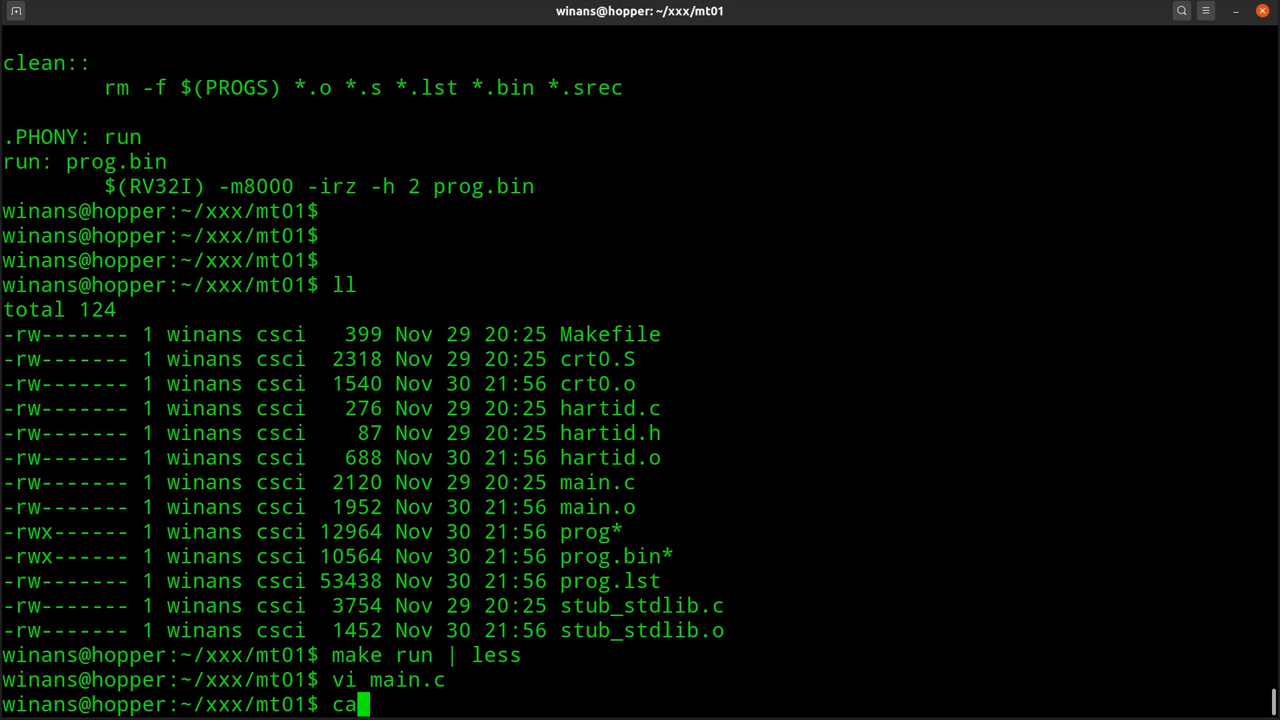 winans@hopper: ~/xxx/mt01
clean::
        rm -f $(PROGS) *.o *.s *.lst *.bin *.srec
.PHONY: run
run: prog.bin
        $(RV32I) -m8000 -irz -h 2 prog.bin
winans@hopper:~/xxx/mt01$
winans@hopper:~/xxx/mt01$
winans@hopper:~/xxx/mt01$
winans@hopper:~/xxx/mt01$ ll
total 124
-rw------- 1 winans csci   399 Nov 29 20:25 Makefile
-rw------- 1 winans csci  2318 Nov 29 20:25 crt0.S
-rw------- 1 winans csci  1540 Nov 30 21:56 crt0.o
-rw------- 1 winans csci   276 Nov 29 20:25 hartid.c
-rw------- 1 winans csci    87 Nov 29 20:25 hartid.h
-rw------- 1 winans csci   688 Nov 30 21:56 hartid.o
-rw------- 1 winans csci  2120 Nov 29 20:25 main.c
-rw------- 1 winans csci  1952 Nov 30 21:56 main.o
-rwx------ 1 winans csci 12964 Nov 30 21:56 prog*
-rwx------ 1 winans csci 10564 Nov 30 21:56 prog.bin*
-rw------- 1 winans csci 53438 Nov 30 21:56 prog.lst
-rw------- 1 winans csci  3754 Nov 29 20:25 stub_stdlib.c
-rw------- 1 winans csci  1452 Nov 30 21:56 stub_stdlib.o
winans@hopper:~/xxx/mt01$ make run | less
winans@hopper:~/xxx/mt01$ vi main.c
winans@hopper:~/xxx/mt01$ ca